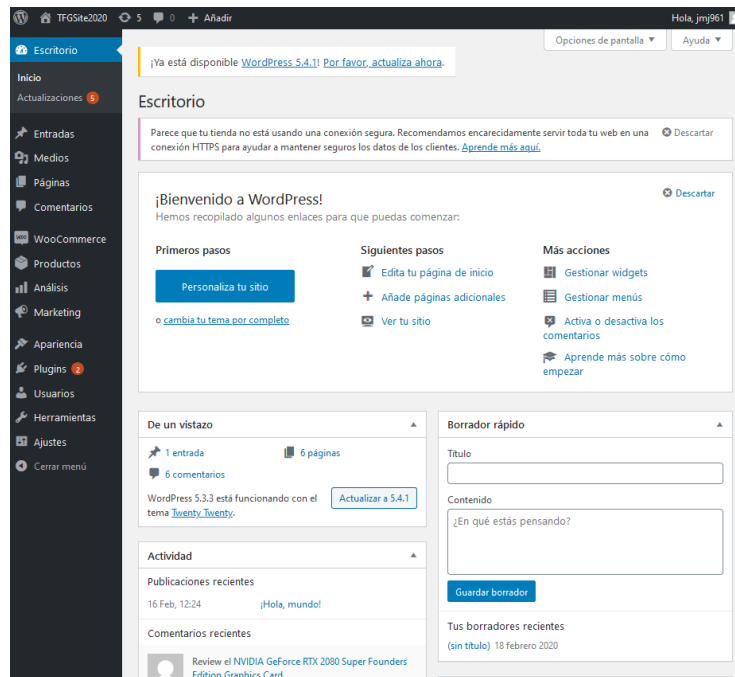 TFGSite2020 5 0 + Añadir Hola, jmj961
Escritorio
Inicio
Actualizaciones 5
Entradas
Medios
Páginas
Comentarios
WOO WooCommerce
Productos
Análisis
Marketing
Apariencia
Plugins 2
Usuarios
Herramientas
Ajustes
Cerrar menú
Opciones de pantalla ▼ Ayuda ▼
¡Ya está disponible WordPress 5.4.1! Por favor, actualiza ahora.
Escritorio
Parece que tu tienda no está usando una conexión segura. Recomendamos encarecidamente servir toda tu web en una
conexión HTTPS para ayudar a mantener seguros los datos de los clientes. Aprende más aquí.
Descartar
¡Bienvenido a WordPress!
Descartar
Hemos recopilado algunos enlaces para que puedas comenzar:
Primeros pasos
Personaliza tu sitio
o cambia tu tema por completo
Siguientes pasos
Edita tu página de inicio
Añade páginas adicionales
Ver tu sitio
Más acciones
Gestionar widgets
Gestionar menús
Activa o desactiva los
comentarios
Aprende más sobre cómo
empezar
De un vistazo
1 entrada 6 páginas
6 comentarios
WordPress 5.3.3 está funcionando con el
tema Twenty Twenty.
Actualizar a 5.4.1
Actividad
Publicaciones recientes
16 Feb, 12:24 ¡Hola, mundo!
Comentarios recientes
Review el NVIDIA GeForce RTX 2080 Super Founders
Edition Graphics Card
Borrador rápido
Título
Contenido
¿En qué estás pensando?
Guardar borrador
Tus borradores recientes
(sin título) 18 febrero 2020